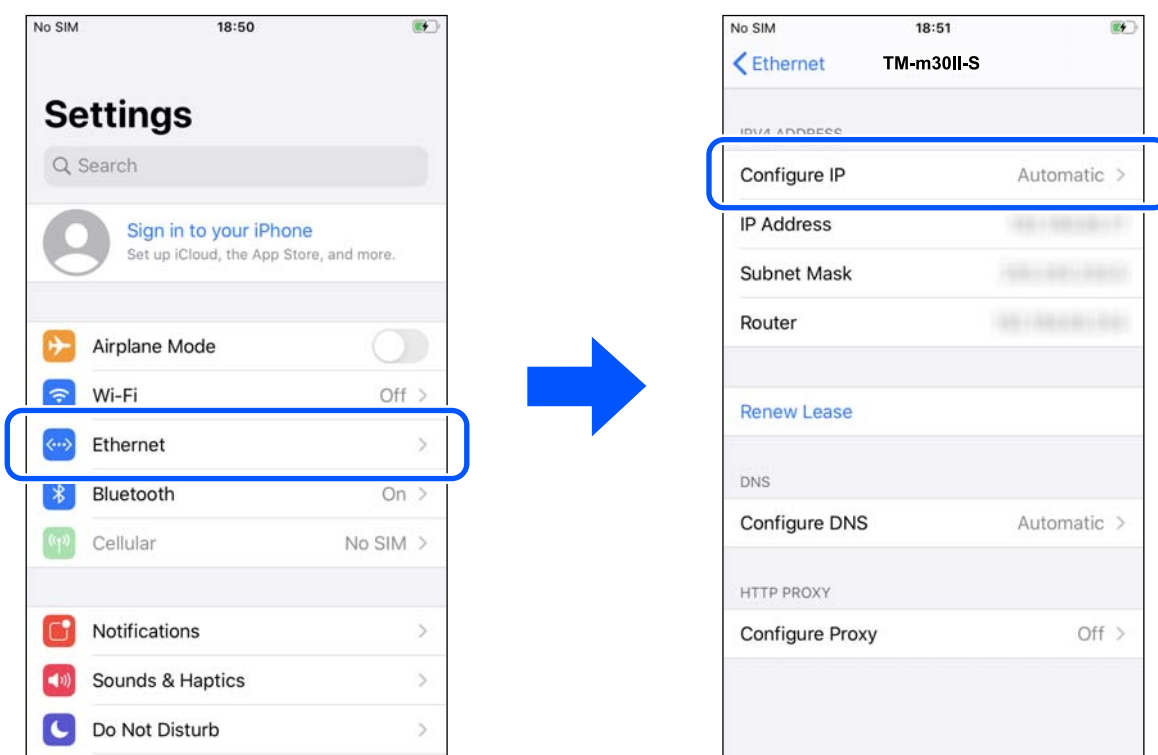 No SIM 18:50
Settings
Search
Sign in to your iPhone
Set up iCloud, the App Store, and more.
Airplane Mode
Wi-Fi Off
Ethernet
Bluetooth On
Cellular No SIM
Notifications
Sounds & Haptics
Do Not Disturb
No SIM 18:51
Ethernet TM-m30II-S
IPV4 ADDRESS
Configure IP Automatic
IP Address
Subnet Mask
Router
Renew Lease
DNS
Configure DNS Automatic
HTTP PROXY
Configure Proxy Off